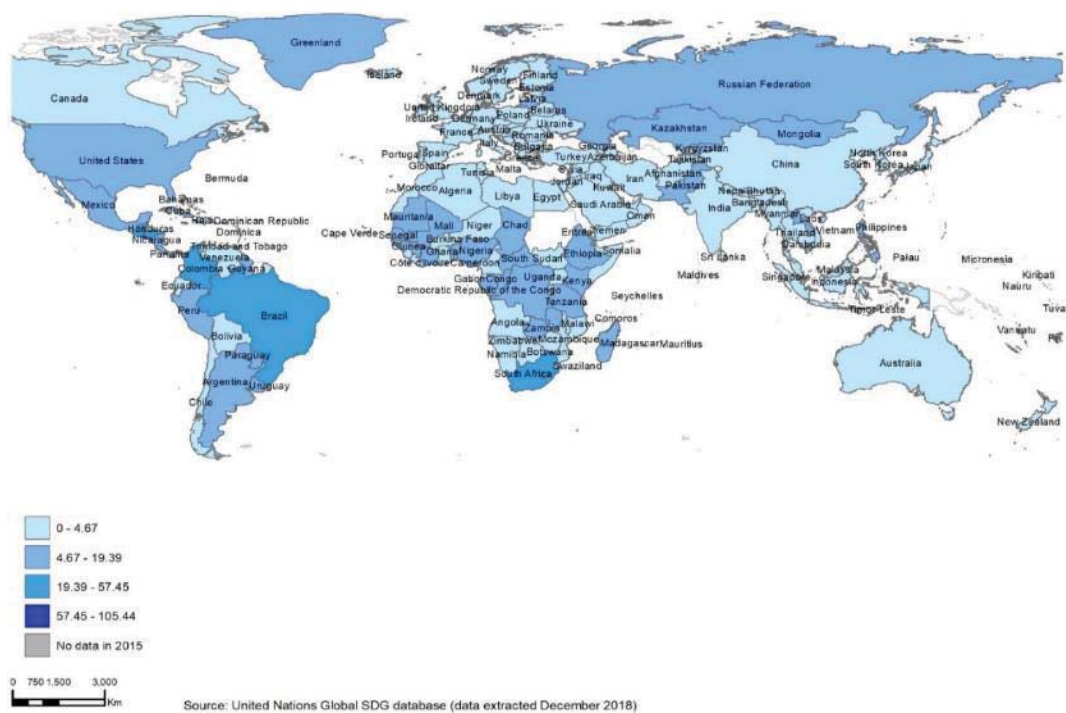 Greenland
Iceland
Norway
Sweden
Finland
Estonia
Latvia
Russian Federation
Canada
Denmark
United Kingdom
Ireland
Germany
Poland
Belarus
Ukraine
France
Austria
Romania
Kazakhstan
Mongolia
United States
Italy
Bulgaria
Georgia
Kyrgyzstan
North Korea
Portugal
Spain
Greece
Turkey
Azerbaijan
Tajikistan
China
South Korea
Japan
Gibraltar
Bermuda
Tunisia
Malta
Syria
Iraq
Iran
Afghanistan
Morocco
Algeria
Libya
Egypt
Jordan
Kuwait
Pakistan
Nepal
Bhutan
Mexico
Bahamas
Cuba
Saudi Arabia
India
Bangladesh
Myanmar
Laos
Haiti
Dominican Republic
Mauritania
Mali
Niger
Chad
Oman
Honduras
Dominica
Cape Verde
Senegal
Burkina Faso
Eritrea
Yemen
Thailand
Vietnam
Philippines
Nicaragua
Trinidad and Tobago
Guinea
Ghana
Nigeria
Ethiopia
Somalia
Cambodia
Panama
Venezuela
Côte d'Ivoire
Cameroon
South Sudan
Sri Lanka
Palau
Micronesia
Colombia
Guyana
Gabon
Congo
Uganda
Kenya
Maldives
Singapore
Malaysia
Kiribati
Ecuador
Democratic Republic of the Congo
Tanzania
Seychelles
Indonesia
Nauru
Peru
Brazil
Angola
Zambia
Malawi
Comoros
Timor-Leste
Tuva
Bolivia
Zimbabwe
Mozambique
Madagascar
Mauritius
Vanuatu
Fiji
Paraguay
Namibia
Botswana
Australia
Argentina
Uruguay
South Africa
Swaziland
Chile
New Zealand
0 - 4.67
4.67 - 19.39
19.39 - 57.45
57.45 - 105.44
No data in 2015
0 750 1,500 3,000
Km
Source: United Nations Global SDG database (data extracted December 2018)